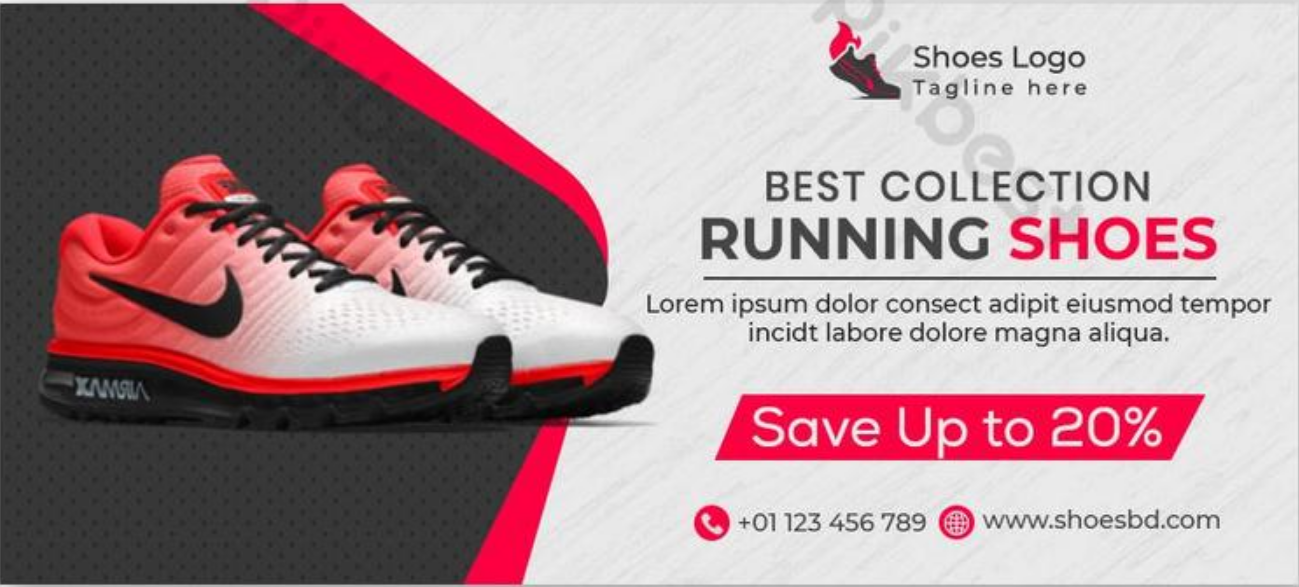 Shoes Logo
Tagline here
BEST COLLECTION
RUNNING SHOES
Lorem ipsum dolor consect adipit eiusmod tempor
incidt labore dolore magna aliqua.
Save Up to 20%
+01 123 456 789 www.shoesbd.com
pikbest